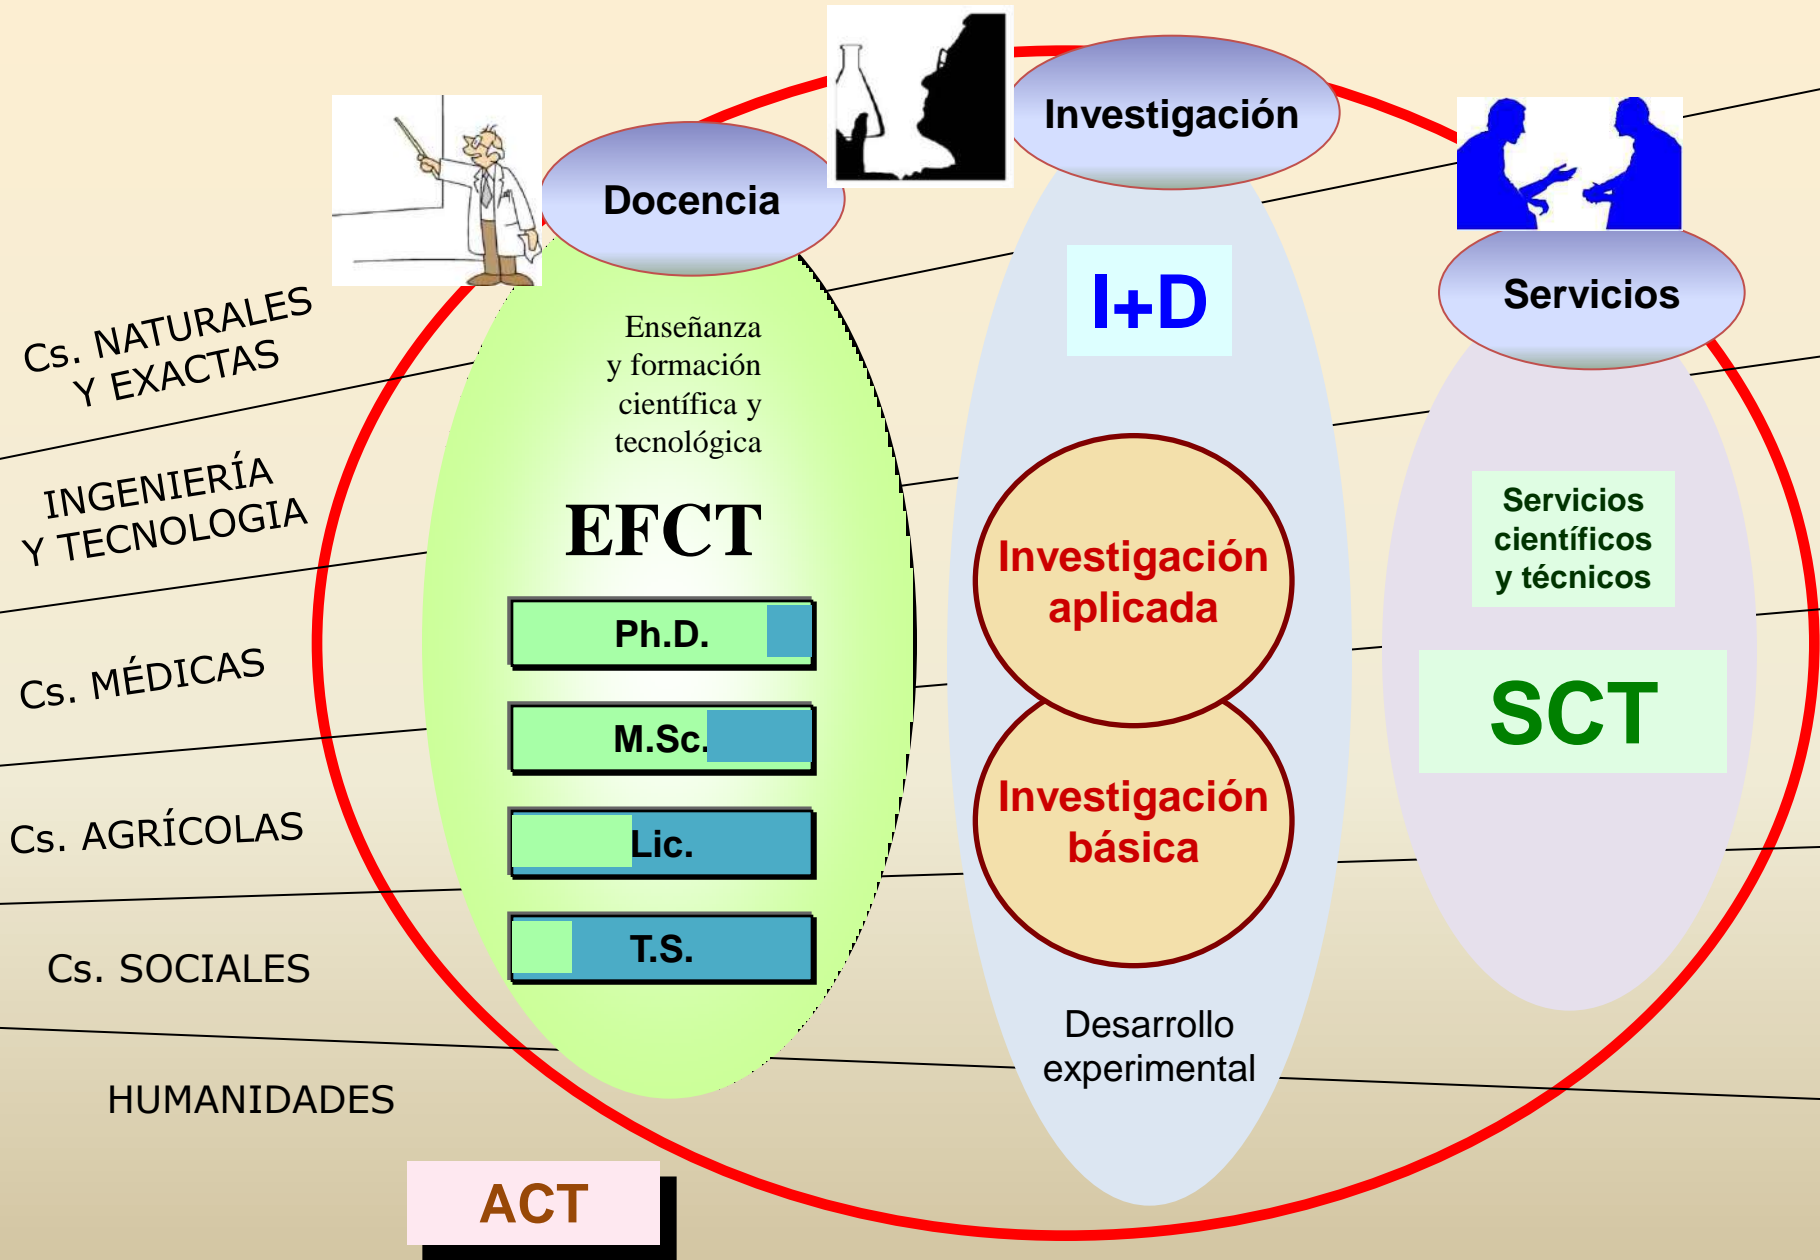 Investigación
Docencia
Servicios
Cs. NATURALES
Y EXACTAS
INGENIERÍA
Y TECNOLOGIA
Cs. MÉDICAS
Cs. AGRÍCOLAS
Cs. SOCIALES
HUMANIDADES
Enseñanza
y formación
científica y
tecnológica
EFCT
Ph.D.
M.Sc.
Lic.
T.S.
I+D
Investigación
aplicada
Investigación
básica
Desarrollo
experimental
Servicios
científicos
y técnicos
SCT
ACT